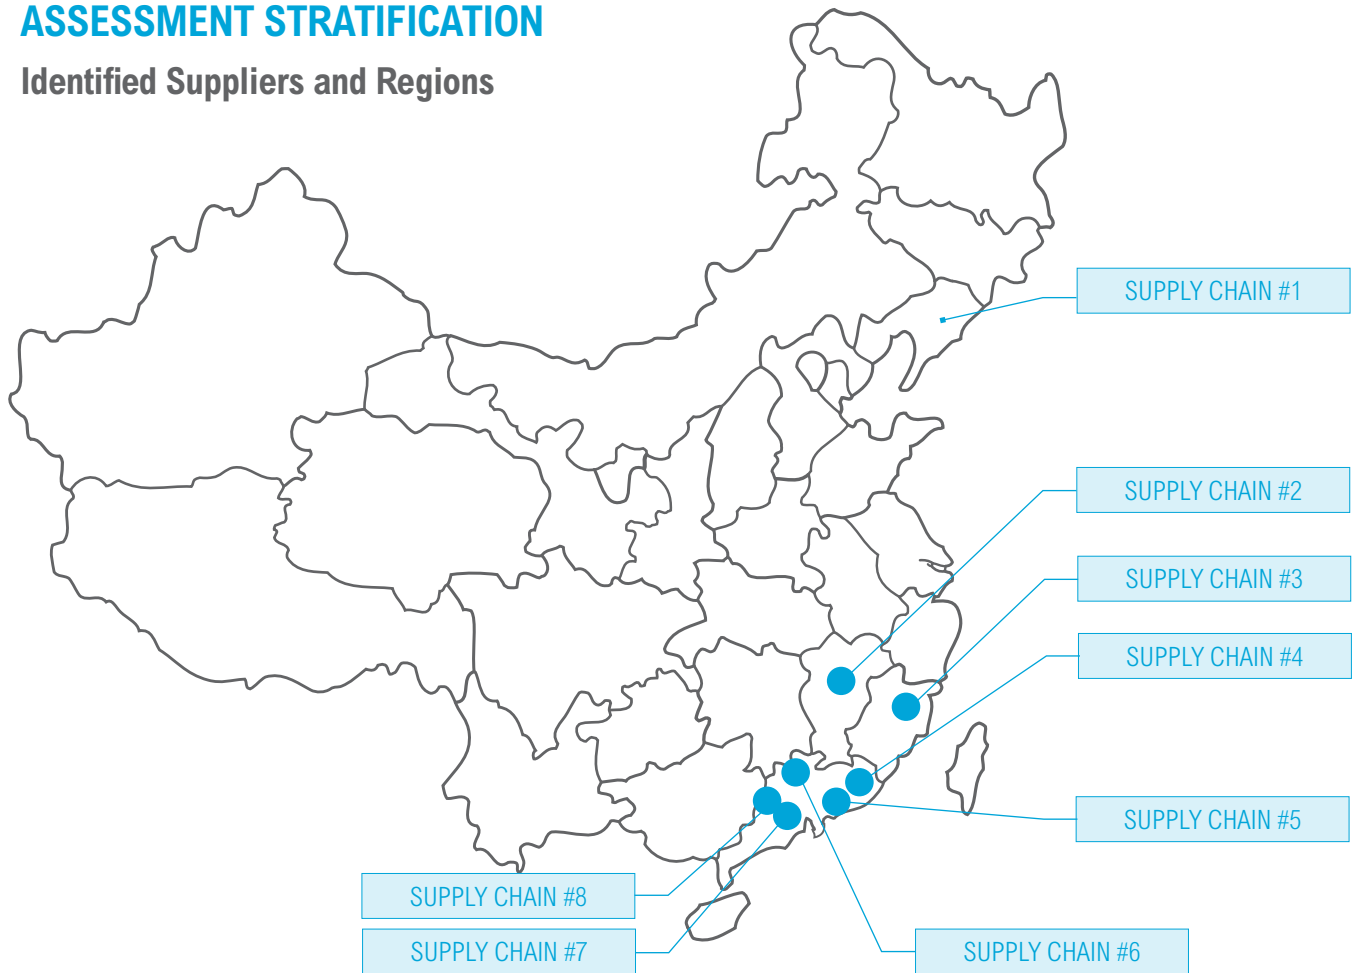 ASSESSMENT STRATIFICATION
Identified Suppliers and Regions
SUPPLY CHAIN #1
SUPPLY CHAIN #2
SUPPLY CHAIN #3
SUPPLY CHAIN #4
SUPPLY CHAIN #5
SUPPLY CHAIN #8
SUPPLY CHAIN #7
SUPPLY CHAIN #6